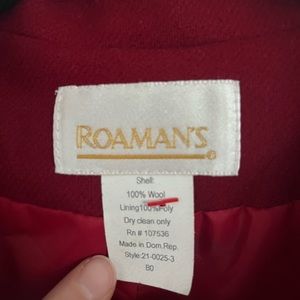 ROAMAN'S®
Shell:
100% Wool
Lining100%Poly
Dry clean only
Rn # 107536
Made in Dom.Rep.
Style:21-0025-3
B0